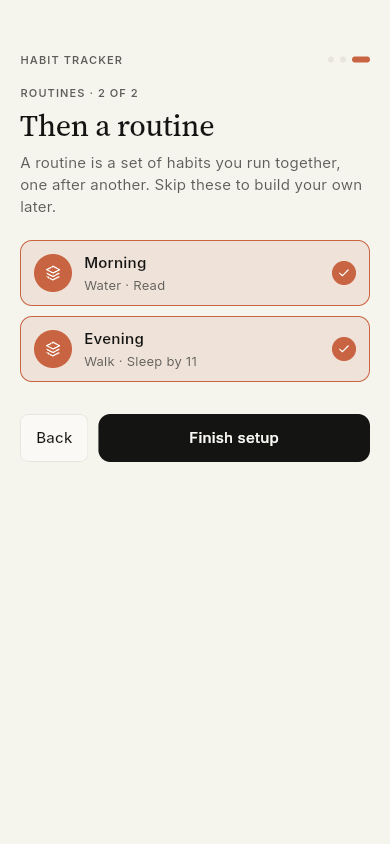 HABIT TRACKER
ROUTINES · 2 OF 2
Then a routine
A routine is a set of habits you run together,
one after another. Skip these to build your own
later.
Morning
Water · Read
Evening
Walk · Sleep by 11
Back
Finish setup